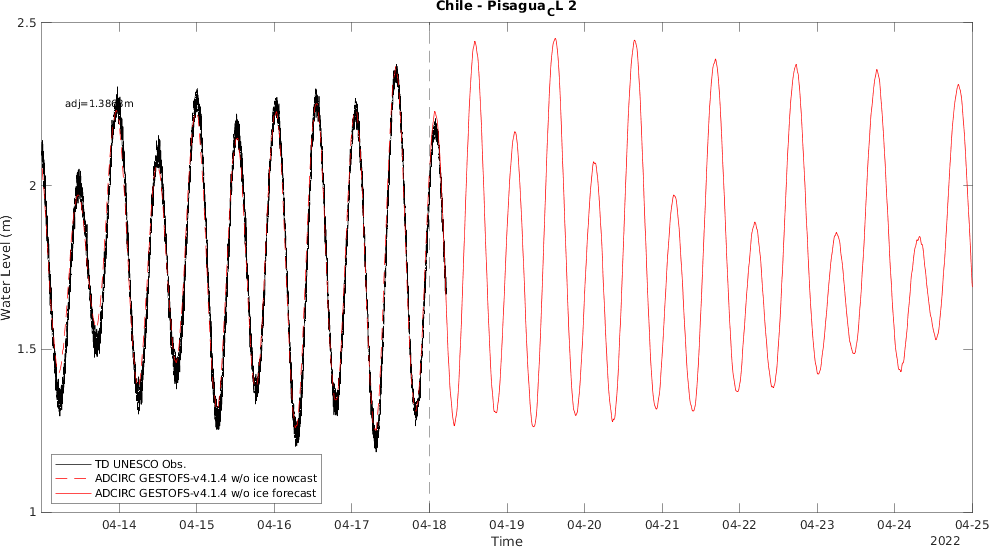 Chile - Pisagua_CL 2
2.5
adj=1.3868m
2
Water Level (m)
1.5
TD UNESCO Obs.
ADCIRC GESTOFS-v4.1.4 w/o ice nowcast
ADCIRC GESTOFS-v4.1.4 w/o ice forecast
1
04-14 04-15 04-16 04-17 04-18 04-19 04-20 04-21 04-22 04-23 04-24 04-25
Time
2022